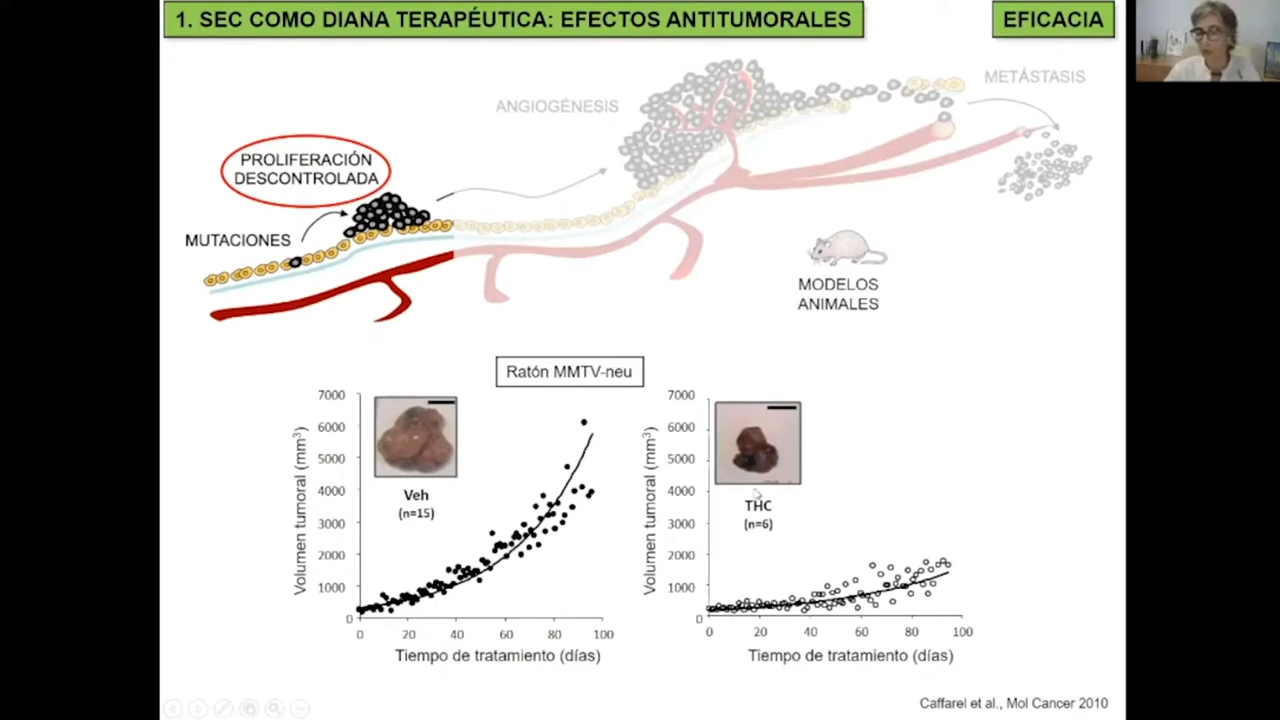 1. SEC COMO DIANA TERAPÉUTICA: EFECTOS ANTITUMORALES
EFICACIA
METÁSTASIS
ANGIOGÉNESIS
PROLIFERACIÓN
DESCONTROLADA
MUTACIONES
MODELOS
ANIMALES
Ratón MMTV-neu
Volumen tumoral (mm³)
7000
6000
5000
4000
3000
2000
1000
0
Veh
(n=15)
0 20 40 60 80 100
Tiempo de tratamiento (días)
Volumen tumoral (mm³)
7000
6000
5000
4000
3000
2000
1000
0
THC
(n=6)
0 20 40 60 80 100
Tiempo de tratamiento (días)
Caffarel et al., Mol Cancer 2010